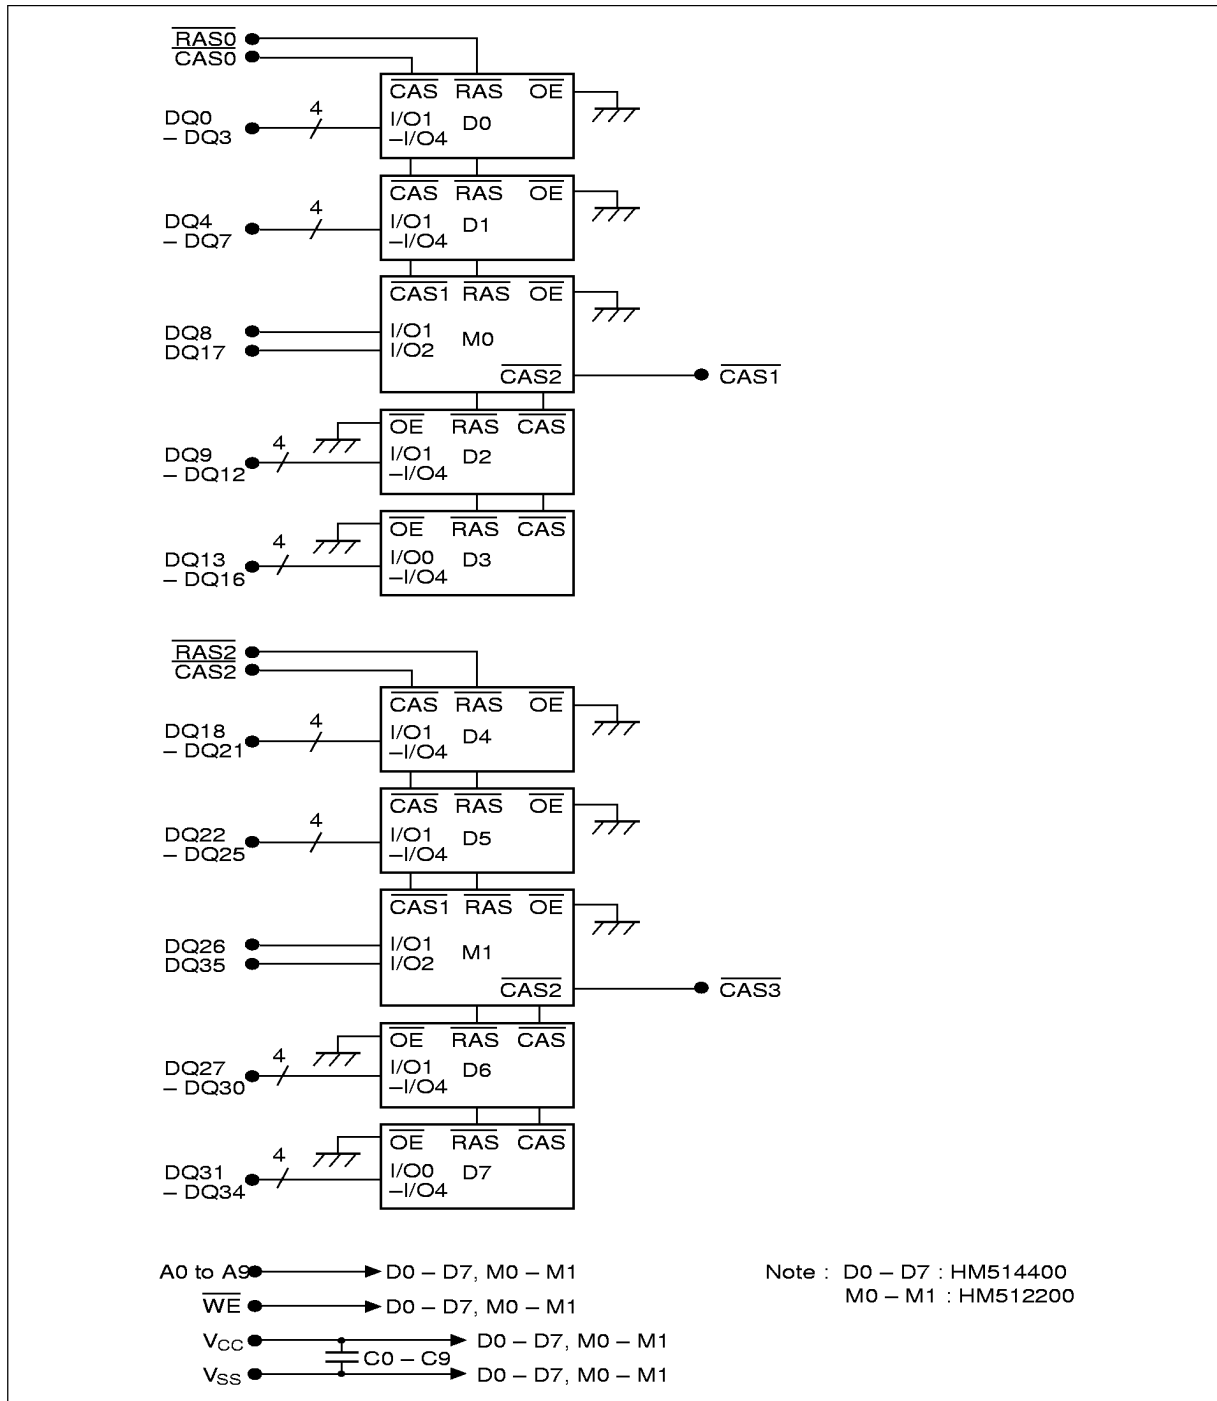 RAS0
CAS0
CAS RAS OE
DQ0
– DQ3
4
I/O1
–I/O4
D0
CAS RAS OE
DQ4
– DQ7
4
I/O1
–I/O4
D1
CAS1 RAS OE
DQ8
DQ17
I/O1
I/O2
M0
CAS2
CAS1
OE RAS CAS
DQ9
– DQ12
4
I/O1
–I/O4
D2
OE RAS CAS
DQ13
– DQ16
4
I/O0
–I/O4
D3
RAS2
CAS2
CAS RAS OE
DQ18
– DQ21
4
I/O1
–I/O4
D4
CAS RAS OE
DQ22
– DQ25
4
I/O1
–I/O4
D5
CAS1 RAS OE
DQ26
DQ35
I/O1
I/O2
M1
CAS2
CAS3
OE RAS CAS
DQ27
– DQ30
4
I/O1
–I/O4
D6
OE RAS CAS
DQ31
– DQ34
4
I/O0
–I/O4
D7
A0 to A9 D0 – D7, M0 – M1
WE D0 – D7, M0 – M1
VCC D0 – D7, M0 – M1
C0 – C9
VSS D0 – D7, M0 – M1
Note : D0 – D7 : HM514400
M0 – M1 : HM512200